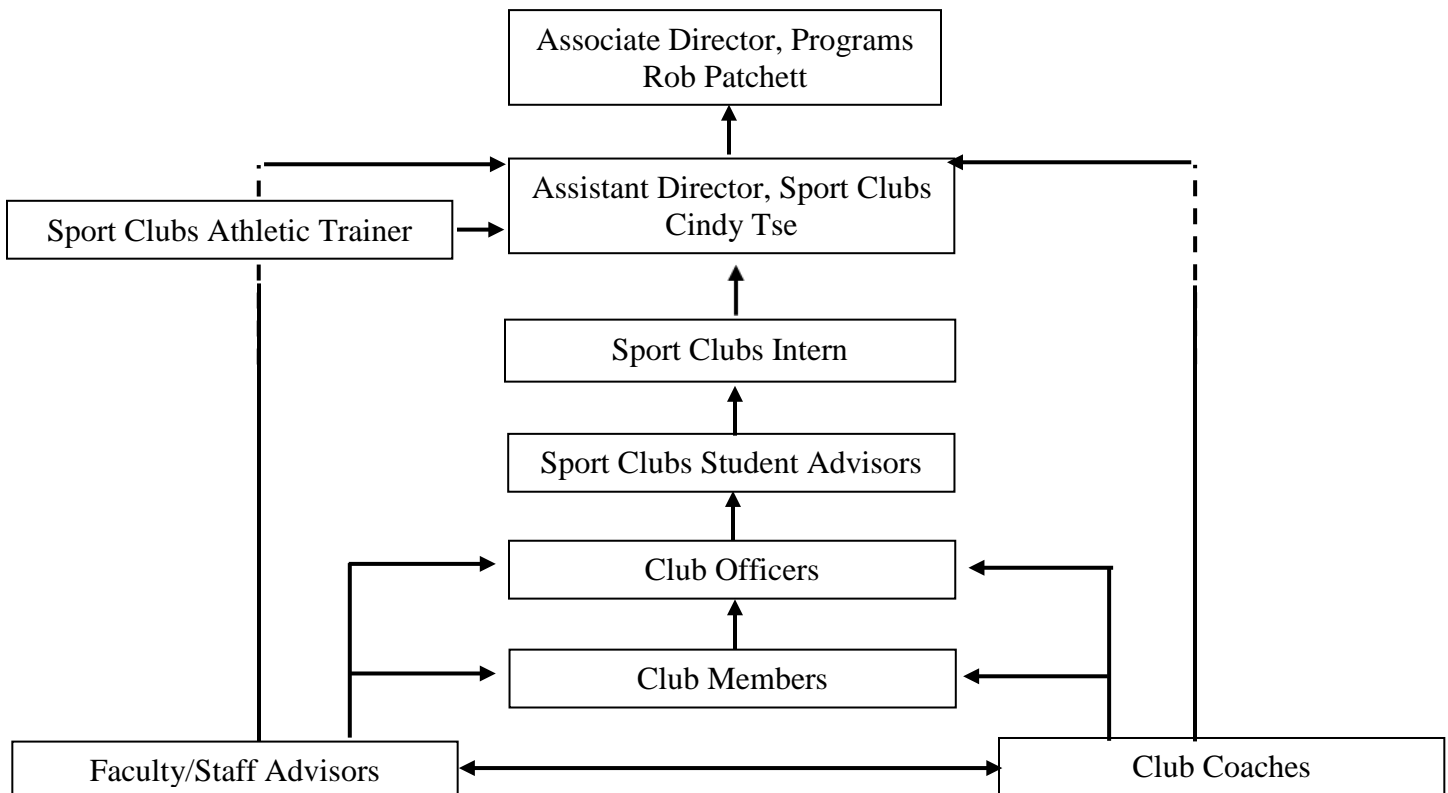 Associate Director, Programs
Rob Patchett
Assistant Director, Sport Clubs
Cindy Tse
Sport Clubs Athletic Trainer
Sport Clubs Intern
Sport Clubs Student Advisors
Club Officers
Club Members
Faculty/Staff Advisors
Club Coaches